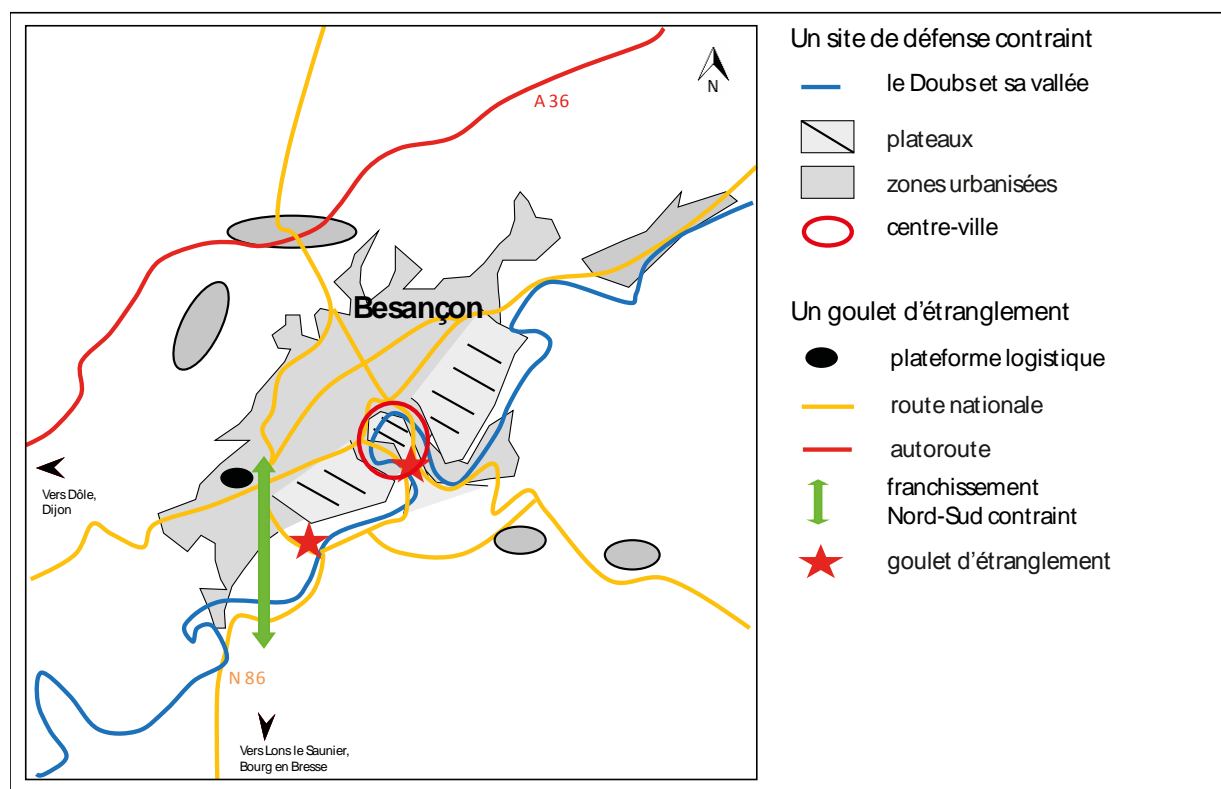 A 36
N
Besançon
Vers Dôle,
Dijon
N 86
Vers Lons le Saunier,
Bourg en Bresse
Un site de défense contraint
le Doubs et sa vallée
plateaux
zones urbanisées
centre-ville
Un goulet d'étranglement
plateforme logistique
route nationale
autoroute
franchissement
Nord-Sud contraint
goulet d'étranglement